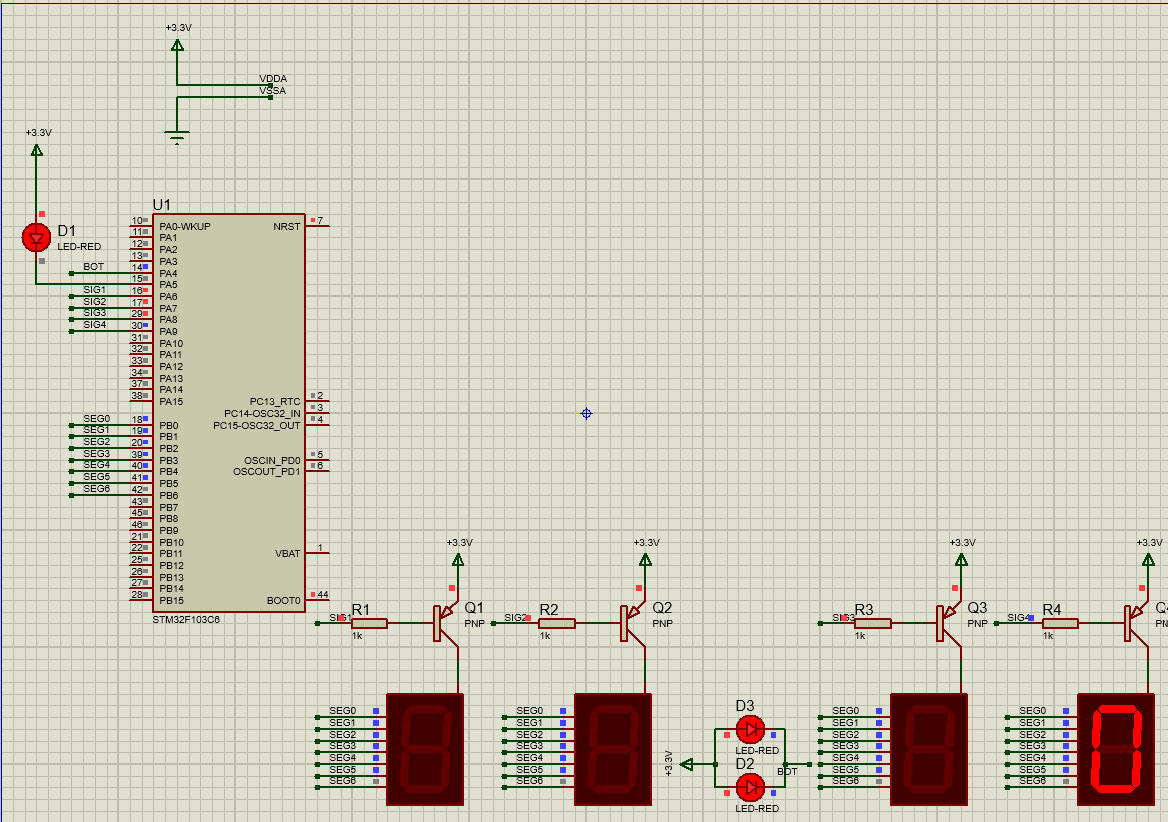 +3.3V
VDDA
VSSA
+3.3V
U1
D1
LED-RED
BOT
SIG1
SIG2
SIG3
SIG4
SEG0
SEG1
SEG2
SEG3
SEG4
SEG5
SEG6
10 PA0-WKUP
11 PA1
12 PA2
13 PA3
14 PA4
15 PA5
16 PA6
17 PA7
29 PA8
30 PA9
31 PA10
32 PA11
33 PA12
34 PA13
37 PA14
38 PA15
18 PB0
19 PB1
20 PB2
39 PB3
40 PB4
41 PB5
42 PB6
43 PB7
45 PB8
46 PB9
21 PB10
22 PB11
25 PB12
26 PB13
27 PB14
28 PB15
NRST 7
PC13_RTC 2
PC14-OSC32_IN 3
PC15-OSC32_OUT 4
OSCIN_PD0 5
OSCOUT_PD1 6
VBAT 1
BOOT0 44
STM32F103C6
+3.3V
SIG1
R1
1k
Q1
PNP
SEG0
SEG1
SEG2
SEG3
SEG4
SEG5
SEG6
+3.3V
SIG2
R2
1k
Q2
PNP
SEG0
SEG1
SEG2
SEG3
SEG4
SEG5
SEG6
+3.3V
D3
LED-RED
D2
LED-RED
BOT
+3.3V
SIG3
R3
1k
Q3
PNP
SEG0
SEG1
SEG2
SEG3
SEG4
SEG5
SEG6
+3.3V
SIG4
R4
1k
SEG0
SEG1
SEG2
SEG3
SEG4
SEG5
SEG6
0